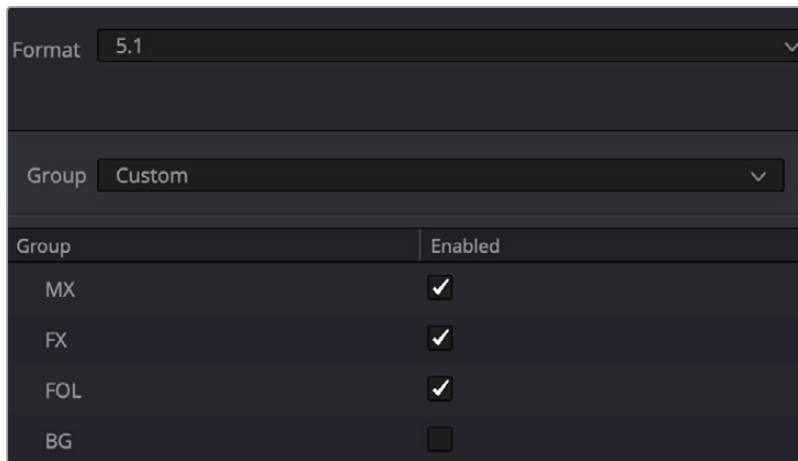 Format 5.1
Group Custom
Group Enabled
MX
FX
FOL
BG